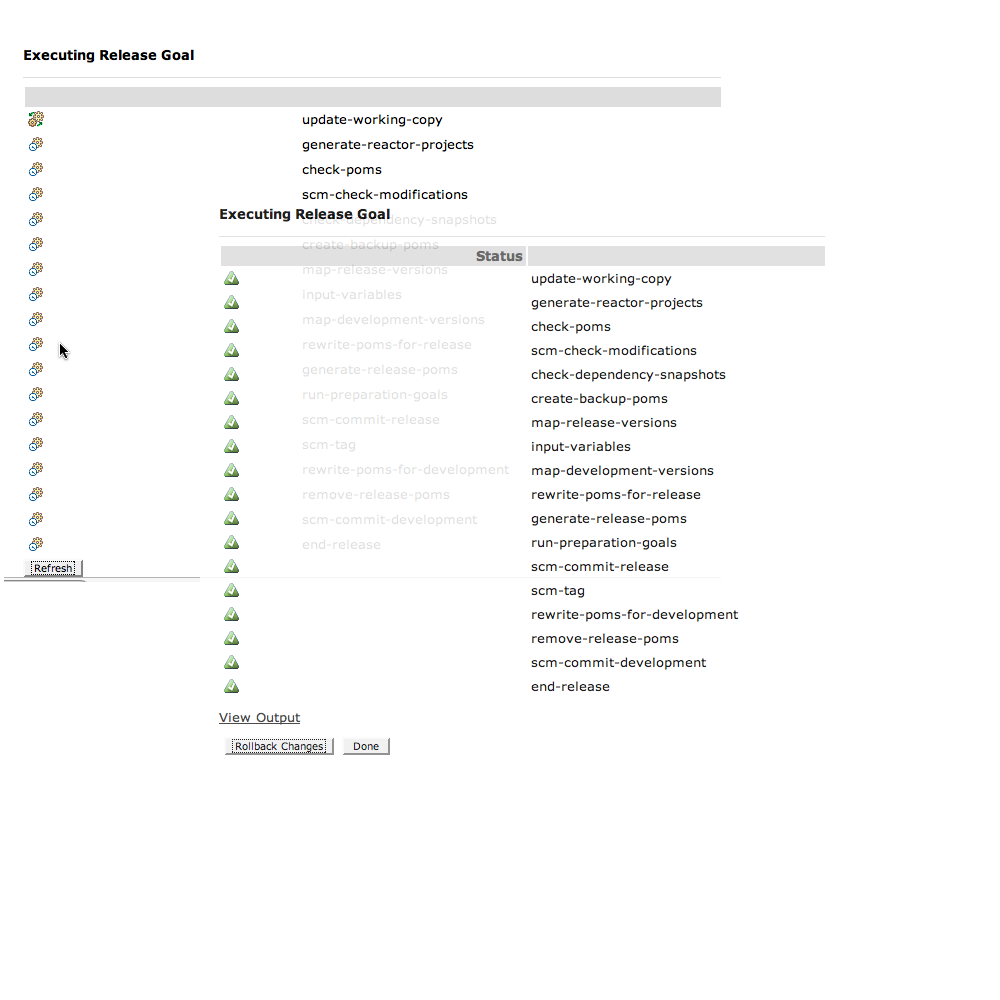 Executing Release Goal
update-working-copy
generate-reactor-projects
check-poms
scm-check-modifications
check-dependency-snapshots
create-backup-poms
map-release-versions
input-variables
map-development-versions
rewrite-poms-for-release
generate-release-poms
run-preparation-goals
scm-commit-release
scm-tag
rewrite-poms-for-development
remove-release-poms
scm-commit-development
end-release
Refresh
Executing Release Goal
Status
update-working-copy
generate-reactor-projects
check-poms
scm-check-modifications
check-dependency-snapshots
create-backup-poms
map-release-versions
input-variables
map-development-versions
rewrite-poms-for-release
generate-release-poms
run-preparation-goals
scm-commit-release
scm-tag
rewrite-poms-for-development
remove-release-poms
scm-commit-development
end-release
View Output
Rollback Changes Done